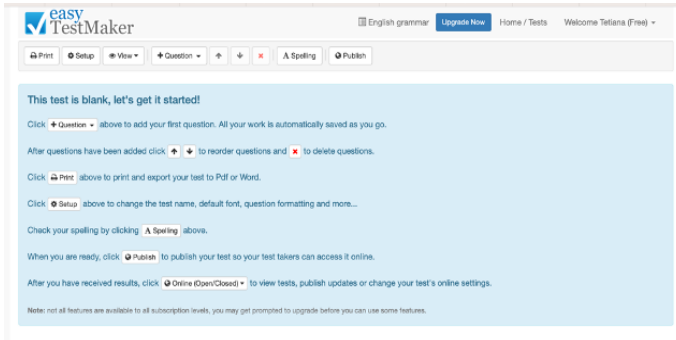 easy
TestMaker
English grammar Upgrade Now Home / Tests Welcome Tetiana (Free)
Print Setup View Question A Spelling Publish
This test is blank, let's get it started!
Click + Question above to add your first question. All your work is automatically saved as you go.
After questions have been added click ↑ ↓ to reorder questions and × to delete questions.
Click Print above to print and export your test to Pdf or Word.
Click Setup above to change the test name, default font, question formatting and more...
Check your spelling by clicking A Spelling above.
When you are ready, click Publish to publish your test so your test takers can access it online.
After you have received results, click Online (Open/Closed) to view tests, publish updates or change your test's online settings.
Note: not all features are available to all subscription levels, you may get prompted to upgrade before you can use some features.